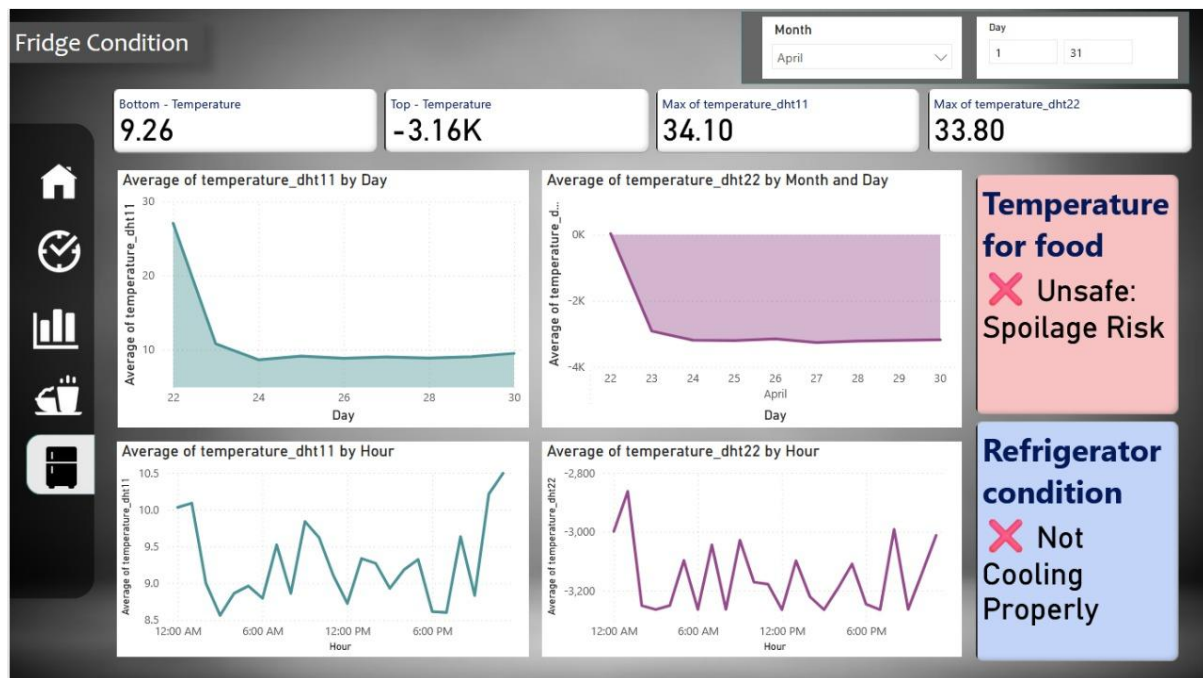 Fridge Condition
Month
April
Day
1 31
Bottom - Temperature
9.26
Top - Temperature
-3.16K
Max of temperature_dht11
34.10
Max of temperature_dht22
33.80
Average of temperature_dht11 by Day
Average of temperature_dht11
30
20
10
22 24 26 28 30
Day
Average of temperature_dht22 by Month and Day
Average of temperature_d...
0K
-2K
-4K
22 23 24 25 26 27 28 29 30
April
Day
Temperature
for food
❌ Unsafe:
Spoilage Risk
Average of temperature_dht11 by Hour
Average of temperature_dht11
10.5
10.0
9.5
9.0
8.5
12:00 AM 6:00 AM 12:00 PM 6:00 PM
Hour
Average of temperature_dht22 by Hour
Average of temperature_dht22
-2,800
-3,000
-3,200
12:00 AM 6:00 AM 12:00 PM 6:00 PM
Hour
Refrigerator
condition
❌ Not
Cooling
Properly